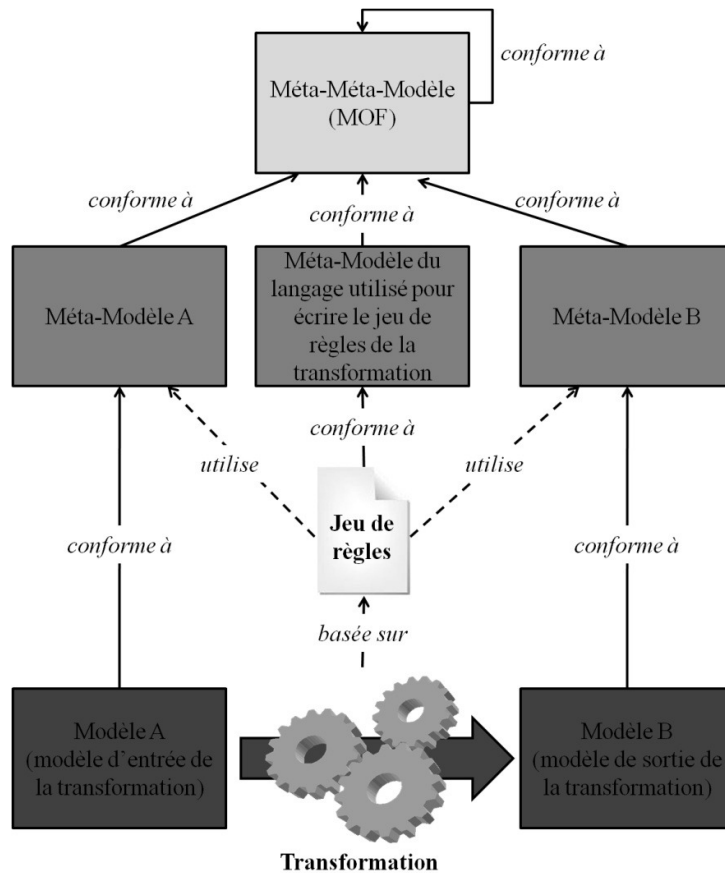 conforme à
Méta-Méta-Modèle
(MOF)
conforme à
conforme à
conforme à
Méta-Modèle A
Méta-Modèle du
langage utilisé pour
écrire le jeu de
règles de la
transformation
Méta-Modèle B
conforme à
utilise
utilise
Jeu de
règles
conforme à
conforme à
basée sur
Modèle A
(modèle d’entrée de
la transformation)
Modèle B
(modèle de sortie de
la transformation)
Transformation